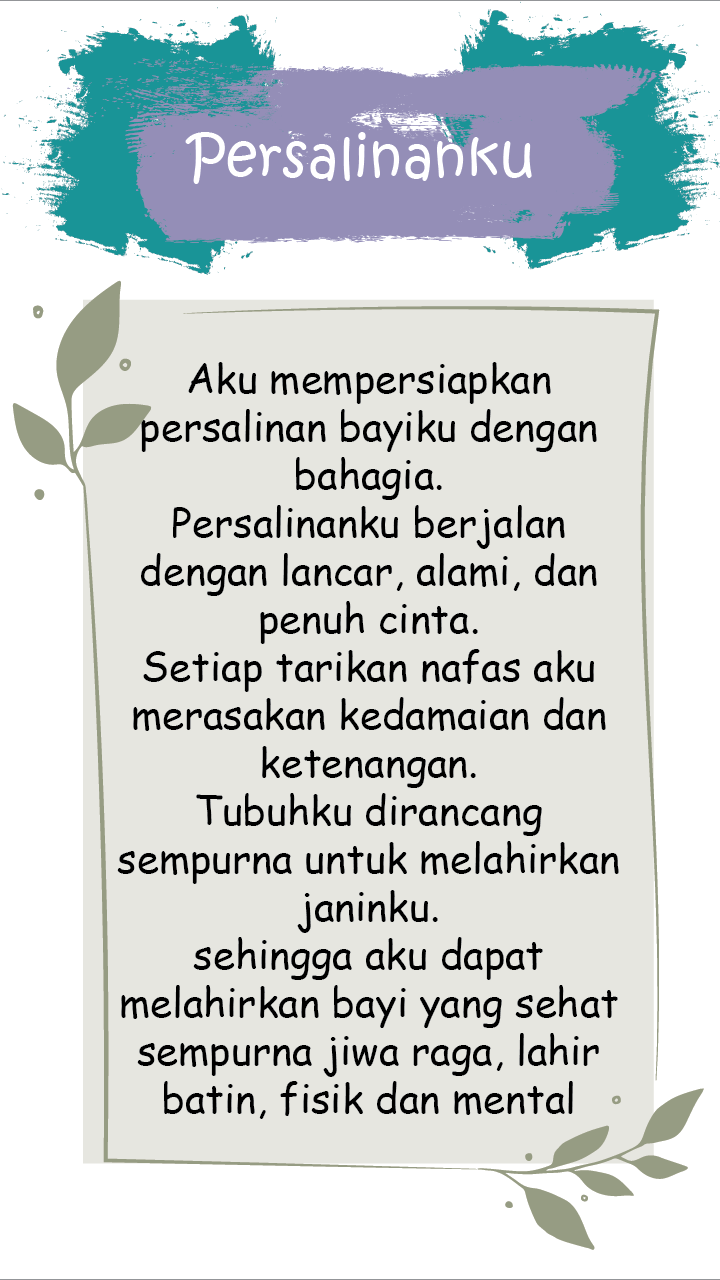 Persalinanku
Aku mempersiapkan
persalinan bayiku dengan
bahagia.
Persalinanku berjalan
dengan lancar, alami, dan
penuh cinta.
Setiap tarikan nafas aku
merasakan kedamaian dan
ketenangan.
Tubuhku dirancang
sempurna untuk melahirkan
janinku.
sehingga aku dapat
melahirkan bayi yang sehat
sempurna jiwa raga, lahir
batin, fisik dan mental